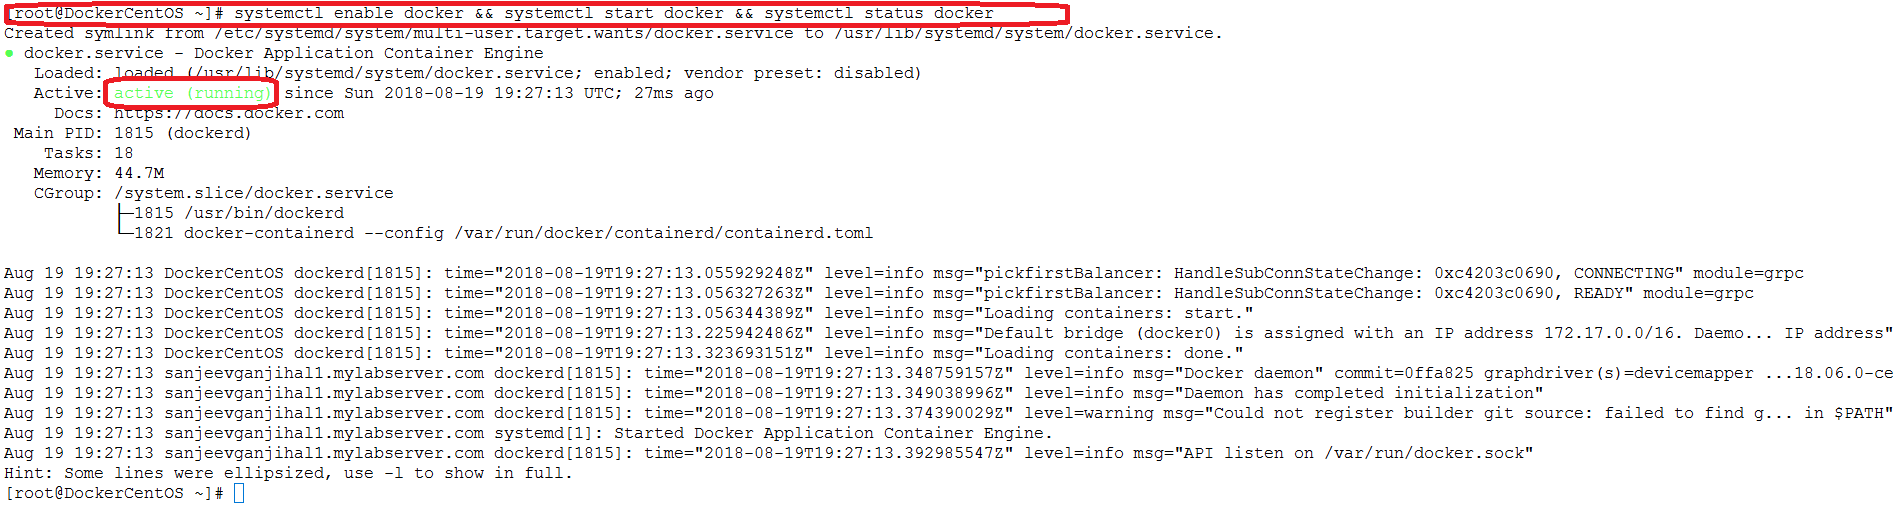 [root@DockerCentOS ~]# systemctl enable docker && systemctl start docker && systemctl status docker
Created symlink from /etc/systemd/system/multi-user.target.wants/docker.service to /usr/lib/systemd/system/docker.service.
● docker.service - Docker Application Container Engine
Loaded: loaded (/usr/lib/systemd/system/docker.service; enabled; vendor preset: disabled)
Active: active (running) since Sun 2018-08-19 19:27:13 UTC; 27ms ago
Docs: https://docs.docker.com
Main PID: 1815 (dockerd)
Tasks: 18
Memory: 44.7M
CGroup: /system.slice/docker.service
├─1815 /usr/bin/dockerd
└─1821 docker-containerd --config /var/run/docker/containerd/containerd.toml
Aug 19 19:27:13 DockerCentOS dockerd[1815]: time="2018-08-19T19:27:13.055929248Z" level=info msg="pickfirstBalancer: HandleSubConnStateChange: 0xc4203c0690, CONNECTING" module=grpc
Aug 19 19:27:13 DockerCentOS dockerd[1815]: time="2018-08-19T19:27:13.056327263Z" level=info msg="pickfirstBalancer: HandleSubConnStateChange: 0xc4203c0690, READY" module=grpc
Aug 19 19:27:13 DockerCentOS dockerd[1815]: time="2018-08-19T19:27:13.056344389Z" level=info msg="Loading containers: start."
Aug 19 19:27:13 DockerCentOS dockerd[1815]: time="2018-08-19T19:27:13.225942486Z" level=info msg="Default bridge (docker0) is assigned with an IP address 172.17.0.0/16. Daemo... IP address"
Aug 19 19:27:13 DockerCentOS dockerd[1815]: time="2018-08-19T19:27:13.323693151Z" level=info msg="Loading containers: done."
Aug 19 19:27:13 sanjeevganjihal1.mylabserver.com dockerd[1815]: time="2018-08-19T19:27:13.348759157Z" level=info msg="Docker daemon" commit=0ffa825 graphdriver(s)=devicemapper ...18.06.0-ce
Aug 19 19:27:13 sanjeevganjihal1.mylabserver.com dockerd[1815]: time="2018-08-19T19:27:13.349038996Z" level=info msg="Daemon has completed initialization"
Aug 19 19:27:13 sanjeevganjihal1.mylabserver.com dockerd[1815]: time="2018-08-19T19:27:13.374390029Z" level=warning msg="Could not register builder git source: failed to find g... in $PATH"
Aug 19 19:27:13 sanjeevganjihal1.mylabserver.com systemd[1]: Started Docker Application Container Engine.
Aug 19 19:27:13 sanjeevganjihal1.mylabserver.com dockerd[1815]: time="2018-08-19T19:27:13.392985547Z" level=info msg="API listen on /var/run/docker.sock"
Hint: Some lines were ellipsized, use -l to show in full.
[root@DockerCentOS ~]#